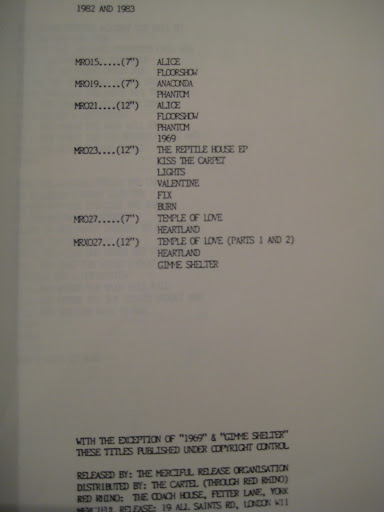 1982 AND 1983
MR015.....(7") ALICE
FLOORSHOW
MR019.....(7") ANACONDA
PHANTOM
MR021....(12") ALICE
FLOORSHOW
PHANTOM
1969
MR023....(12") THE REPTILE HOUSE EP
KISS THE CARPET
LIGHTS
VALENTINE
FIX
BURN
MR027.....(7") TEMPLE OF LOVE
HEARTLAND
MRX027...(12") TEMPLE OF LOVE (PARTS 1 AND 2)
HEARTLAND
GIMME SHELTER
WITH THE EXCEPTION OF "1969" & "GIMME SHELTER"
THESE TITLES PUBLISHED UNDER COPYRIGHT CONTROL
RELEASED BY: THE MERCIFUL RELEASE ORGANISATION
DISTRIBUTED BY: THE CARTEL (THROUGH RED RHINO)
RED RHINO: THE COACH HOUSE, FETTER LANE, YORK
MERCIFUL RELEASE: 19 ALL SAINTS RD, LONDON W11